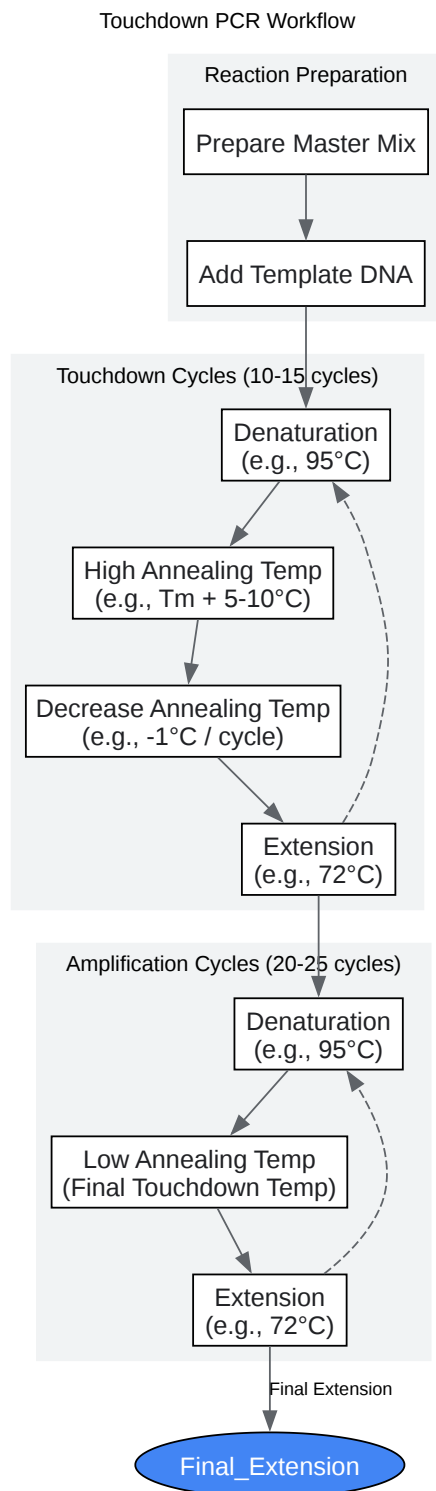 Touchdown PCR Workflow
Reaction Preparation
Prepare Master Mix
Add Template DNA
Touchdown Cycles (10-15 cycles)
Denaturation
(e.g., 95°C)
High Annealing Temp
(e.g., Tm + 5-10°C)
Decrease Annealing Temp
(e.g., -1°C / cycle)
Extension
(e.g., 72°C)
Amplification Cycles (20-25 cycles)
Denaturation
(e.g., 95°C)
Low Annealing Temp
(Final Touchdown Temp)
Extension
(e.g., 72°C)
Final Extension
Final_Extension